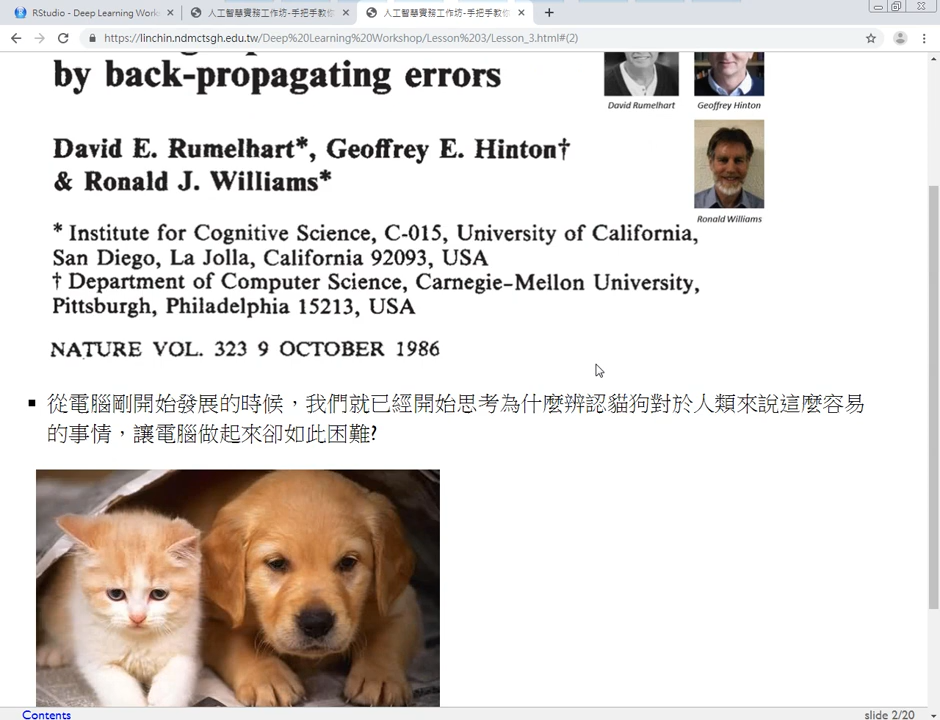 RStudio - Deep Learning Work
人工智慧實務工作坊-手把手教你
人工智慧實務工作坊-手把手教你
https://linchin.ndmctsgh.edu.tw/Deep%20Learning%20Workshop/Lesson%203/Lesson_3.html#(2)
by back-propagating errors
David Rumelhart
Geoffrey Hinton
David E. Rumelhart*, Geoffrey E. Hinton†
& Ronald J. Williams*
Ronald Williams
* Institute for Cognitive Science, C-015, University of California,
San Diego, La Jolla, California 92093, USA
† Department of Computer Science, Carnegie-Mellon University,
Pittsburgh, Philadelphia 15213, USA
NATURE VOL. 323 9 OCTOBER 1986
從電腦剛開始發展的時候，我們就已經開始思考為什麼辨認貓狗對於人類來說這麼容易
的事情，讓電腦做起來卻如此困難?
Contents
slide 2/20